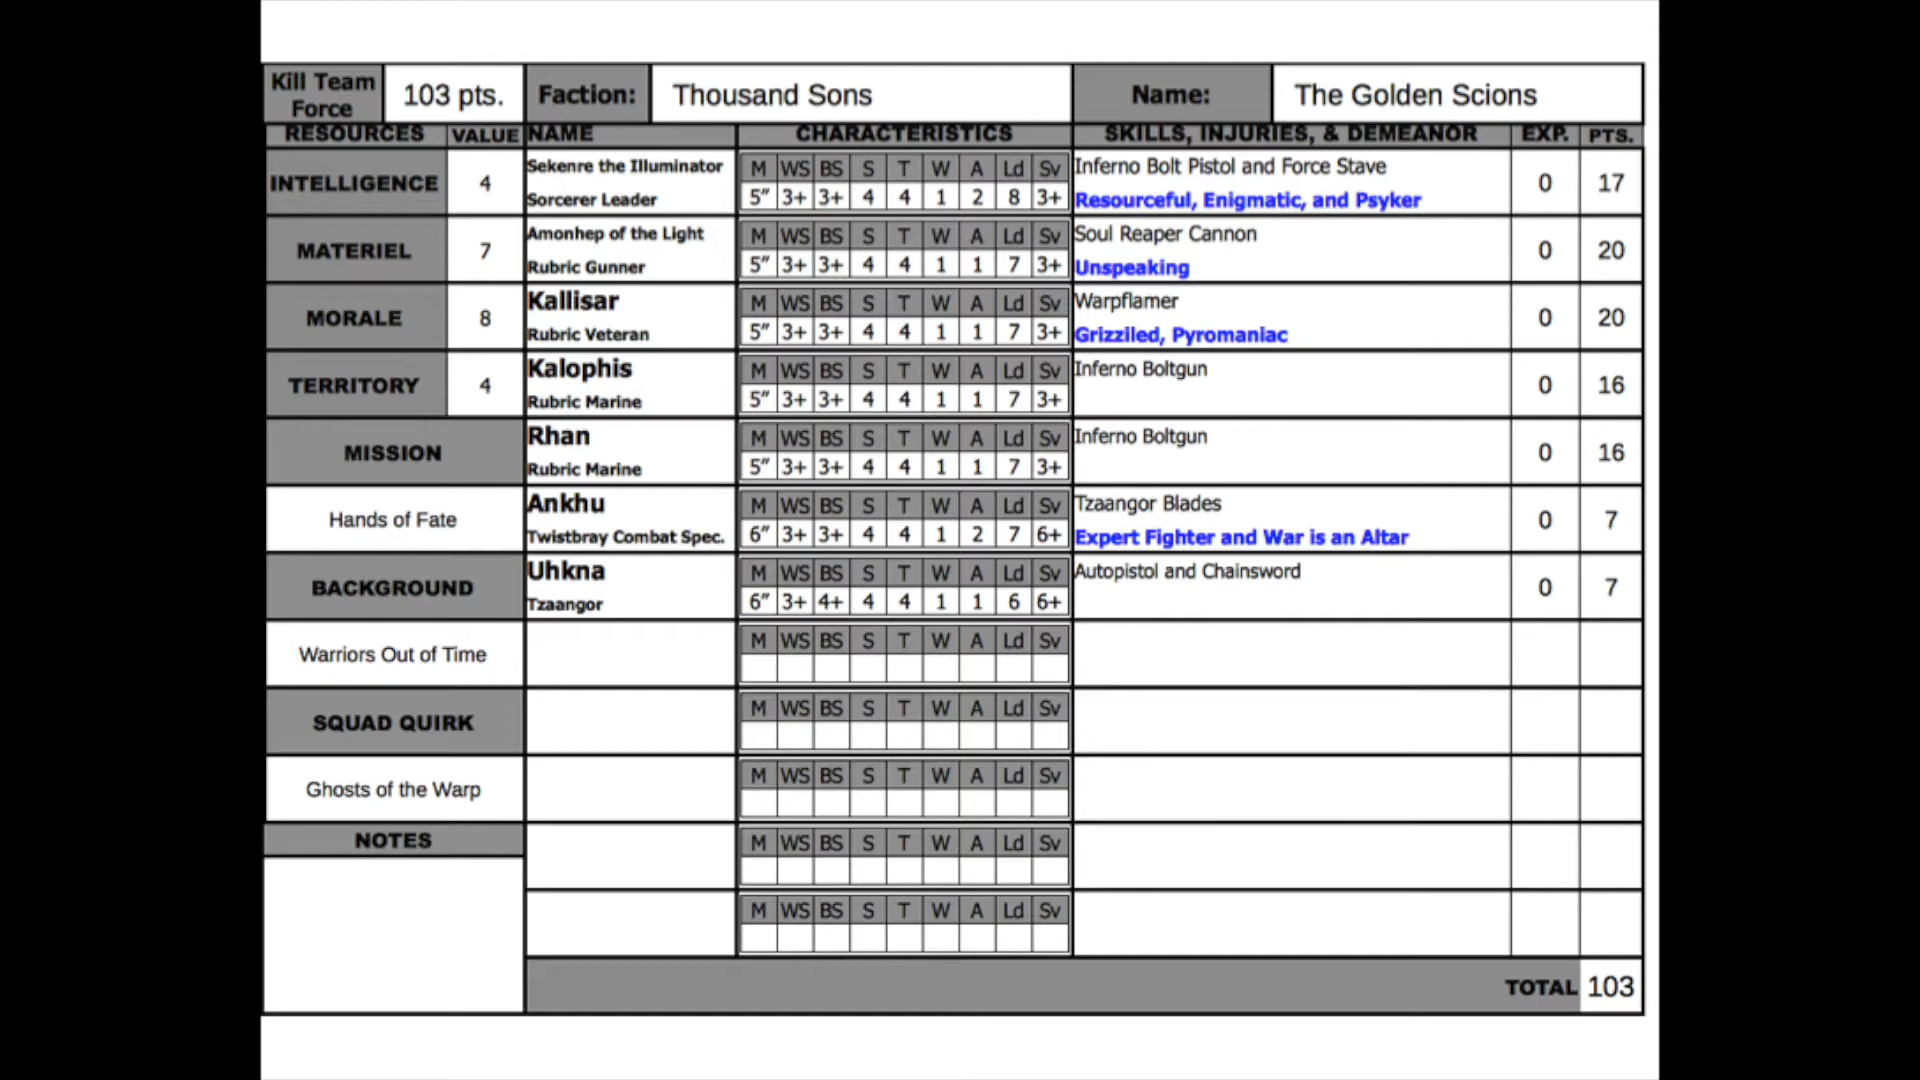 Kill Team Force 103 pts. Faction: Thousand Sons Name: The Golden Scions
RESOURCES VALUE NAME CHARACTERISTICS SKILLS, INJURIES, & DEMEANOR EXP. PTS.
INTELLIGENCE 4
Sekenre the Illuminator
Sorcerer Leader
M WS BS S T W A Ld Sv
5″ 3+ 3+ 4 4 1 2 8 3+
Inferno Bolt Pistol and Force Stave
Resourceful, Enigmatic, and Psyker
0 17
MATERIEL 7
Amonhep of the Light
Rubric Gunner
M WS BS S T W A Ld Sv
5″ 3+ 3+ 4 4 1 1 7 3+
Soul Reaper Cannon
Unspeaking
0 20
MORALE 8
Kallisar
Rubric Veteran
M WS BS S T W A Ld Sv
5″ 3+ 3+ 4 4 1 1 7 3+
Warpflamer
Grizziled, Pyromaniac
0 20
TERRITORY 4
Kalophis
Rubric Marine
M WS BS S T W A Ld Sv
5″ 3+ 3+ 4 4 1 1 7 3+
Inferno Boltgun
0 16
MISSION
Rhan
Rubric Marine
M WS BS S T W A Ld Sv
5″ 3+ 3+ 4 4 1 1 7 3+
Inferno Boltgun
0 16
Hands of Fate
Ankhu
Twistbray Combat Spec.
M WS BS S T W A Ld Sv
6″ 3+ 3+ 4 4 1 2 7 6+
Tzaangor Blades
Expert Fighter and War is an Altar
0 7
BACKGROUND
Uhkna
Tzaangor
M WS BS S T W A Ld Sv
6″ 3+ 4+ 4 4 1 1 6 6+
Autopistol and Chainsword
0 7
Warriors Out of Time
M WS BS S T W A Ld Sv
SQUAD QUIRK
M WS BS S T W A Ld Sv
Ghosts of the Warp
M WS BS S T W A Ld Sv
NOTES
M WS BS S T W A Ld Sv
M WS BS S T W A Ld Sv
TOTAL 103